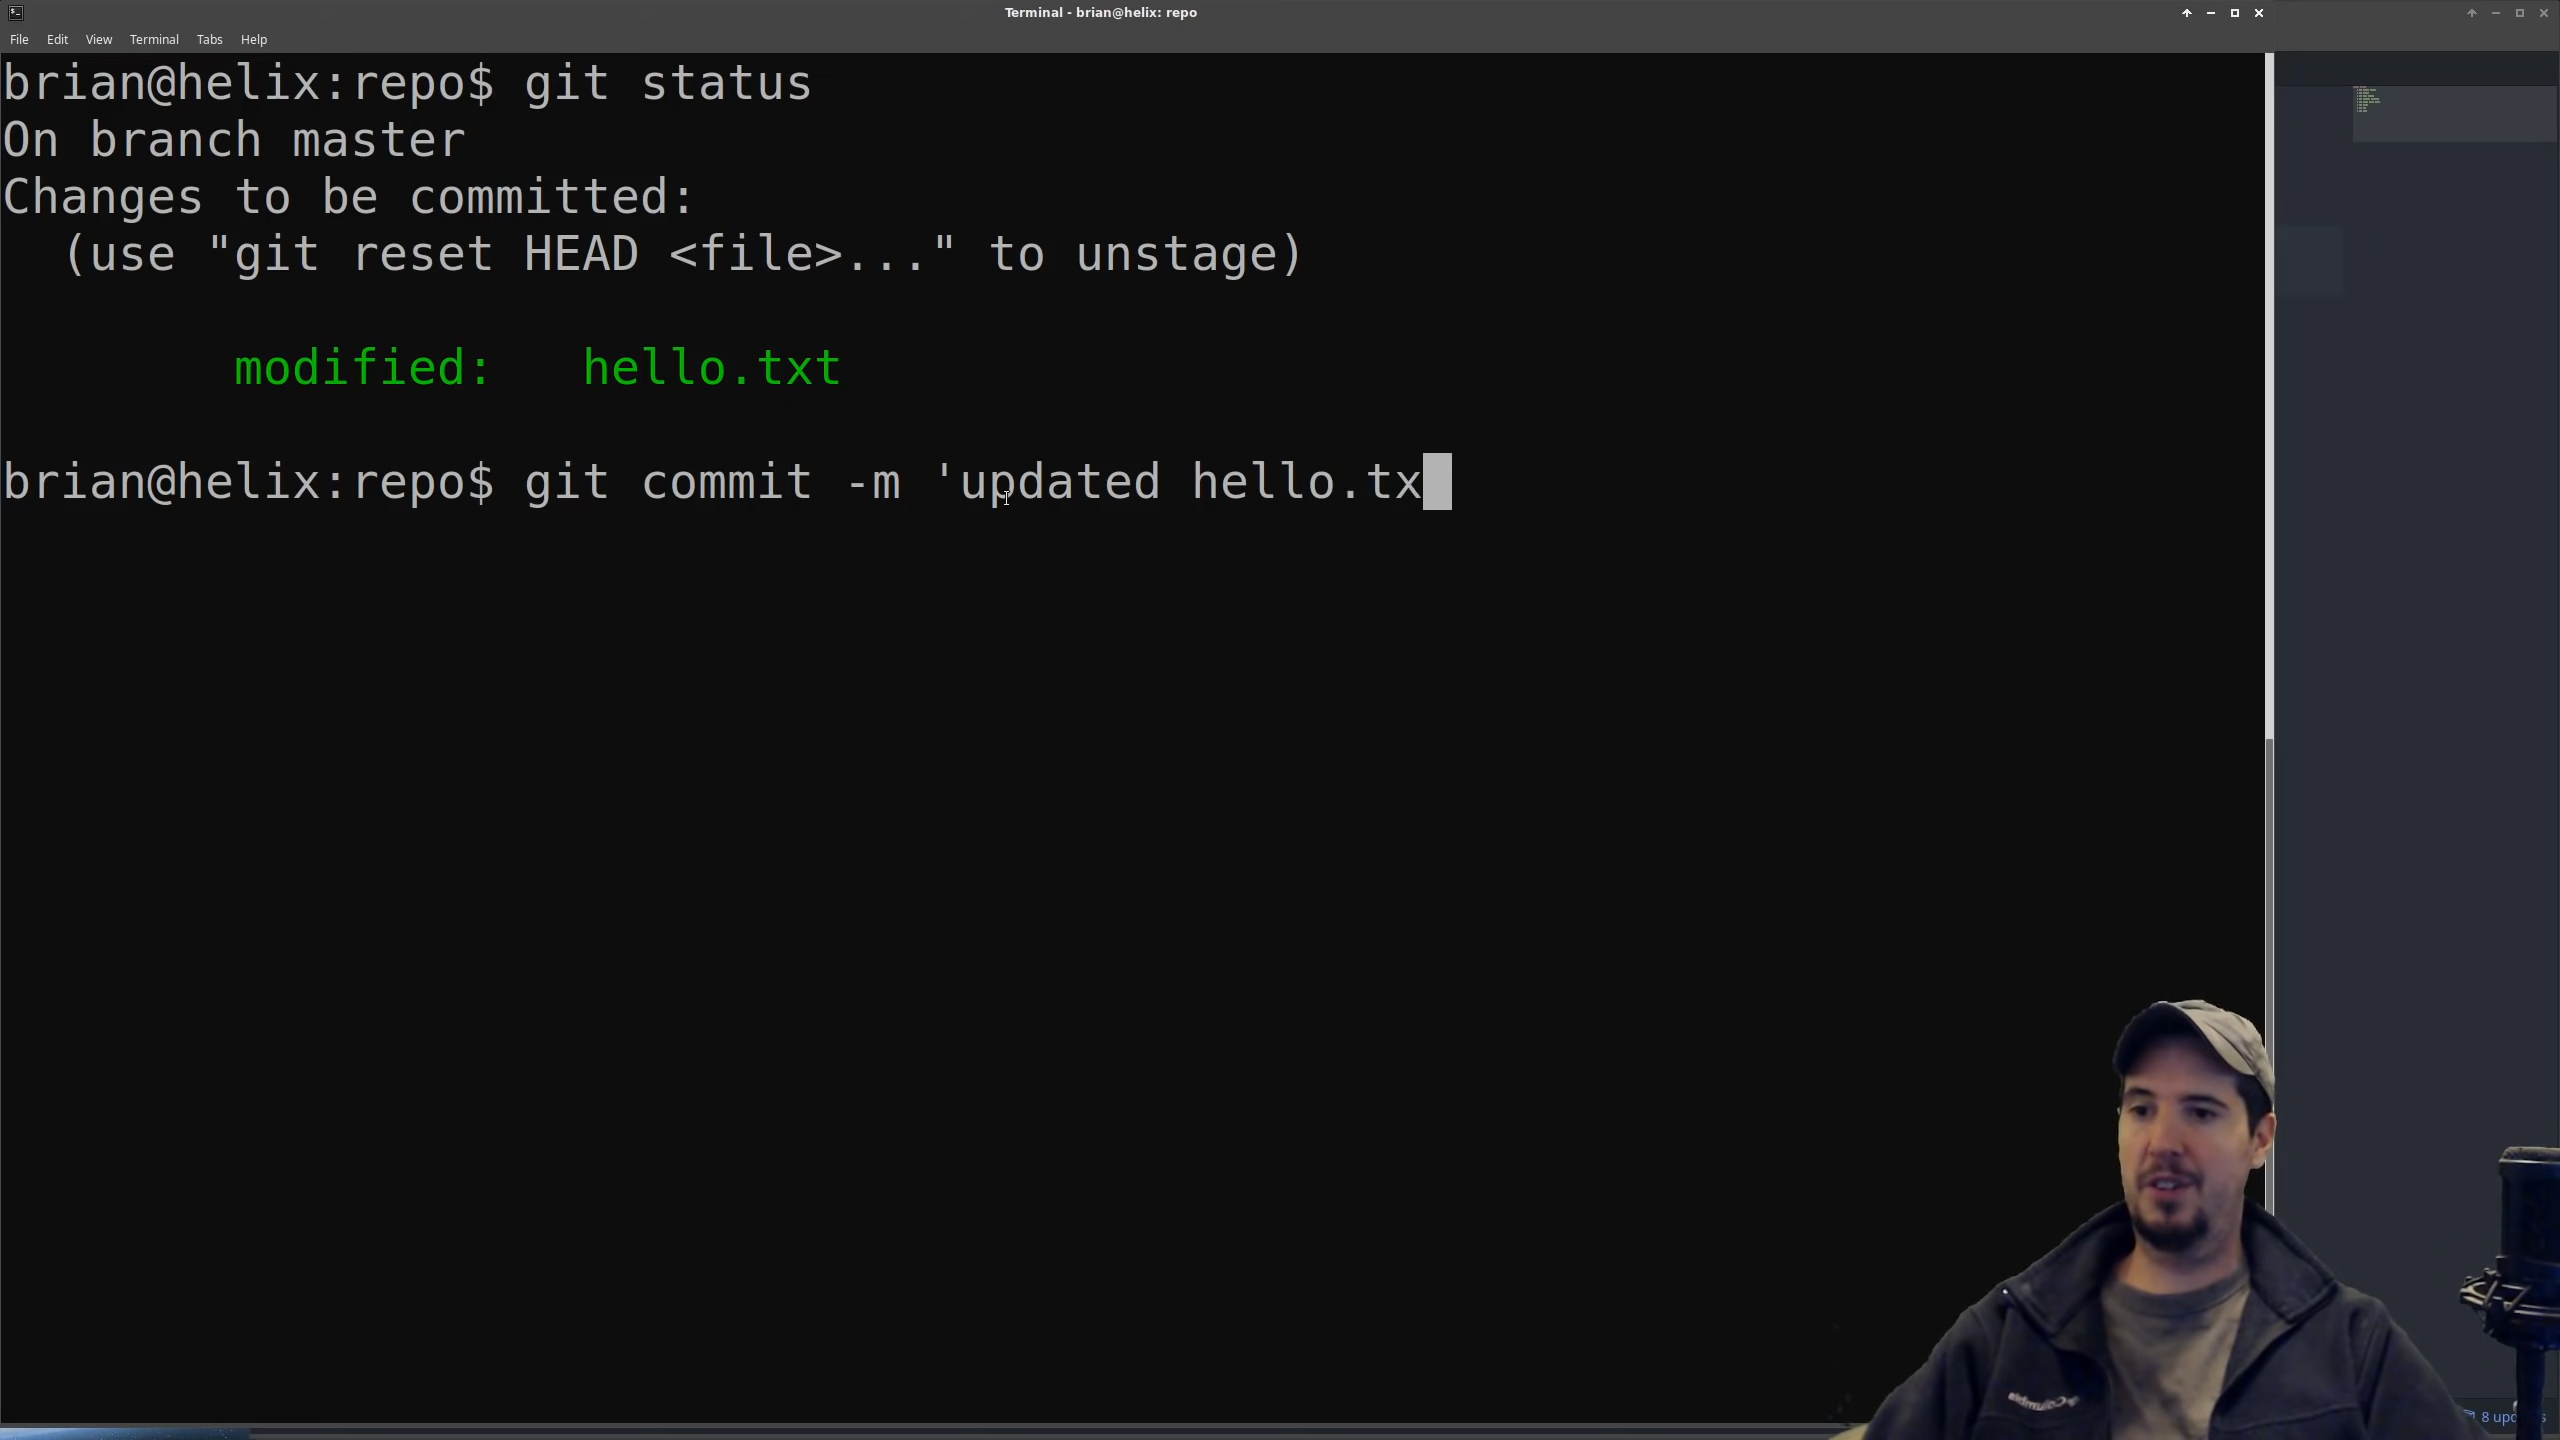 Terminal - brian@helix: repo
File Edit View Terminal Tabs Help
brian@helix:repo$ git status
On branch master
Changes to be committed:
  (use "git reset HEAD <file>..." to unstage)
        modified:   hello.txt
brian@helix:repo$ git commit -m 'updated hello.tx
8